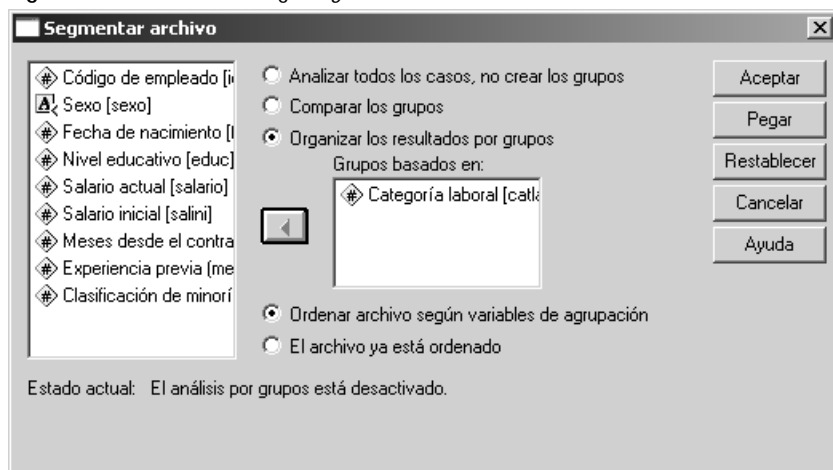 Segmentar archivo
Código de empleado [i
Sexo [sexo]
Fecha de nacimiento [
Nivel educativo [educ]
Salario actual [salario]
Salario inicial [salini]
Meses desde el contra
Experiencia previa (me
Clasificación de minorí
Analizar todos los casos, no crear los grupos
Comparar los grupos
Organizar los resultados por grupos
Grupos basados en:
Categoría laboral [catla
Ordenar archivo según variables de agrupación
El archivo ya está ordenado
Aceptar
Pegar
Restablecer
Cancelar
Ayuda
Estado actual: El análisis por grupos está desactivado.